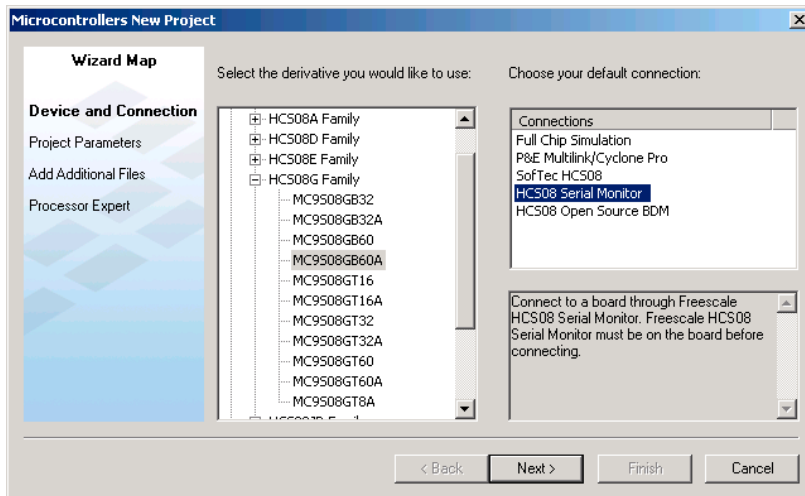 Microcontrollers New Project
Wizard Map
Device and Connection
Project Parameters
Add Additional Files
Processor Expert
Select the derivative you would like to use:
HCS08A Family
HCS08D Family
HCS08E Family
HCS08G Family
MC9S08GB32
MC9S08GB32A
MC9S08GB60
MC9S08GB60A
MC9S08GT16
MC9S08GT16A
MC9S08GT32
MC9S08GT32A
MC9S08GT60
MC9S08GT60A
MC9S08GT8A
Choose your default connection:
Connections
Full Chip Simulation
P&E Multilink/Cyclone Pro
SofTec HCS08
HCS08 Serial Monitor
HCS08 Open Source BDM
Connect to a board through Freescale
HCS08 Serial Monitor. Freescale HCS08
Serial Monitor must be on the board before
connecting.
< Back
Next >
Finish
Cancel